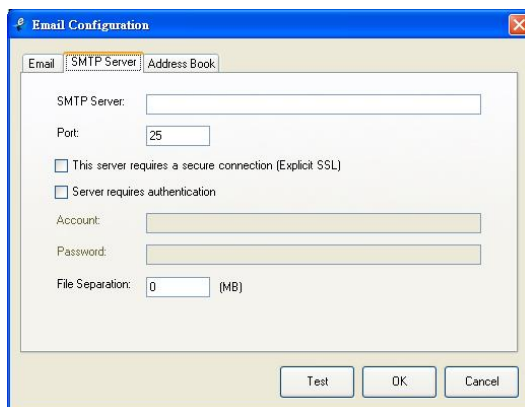 Email Configuration
Email SMTP Server Address Book
SMTP Server:
Port: 25
This server requires a secure connection (Explicit SSL)
Server requires authentication
Account:
Password:
File Separation: 0 (MB)
Test OK Cancel